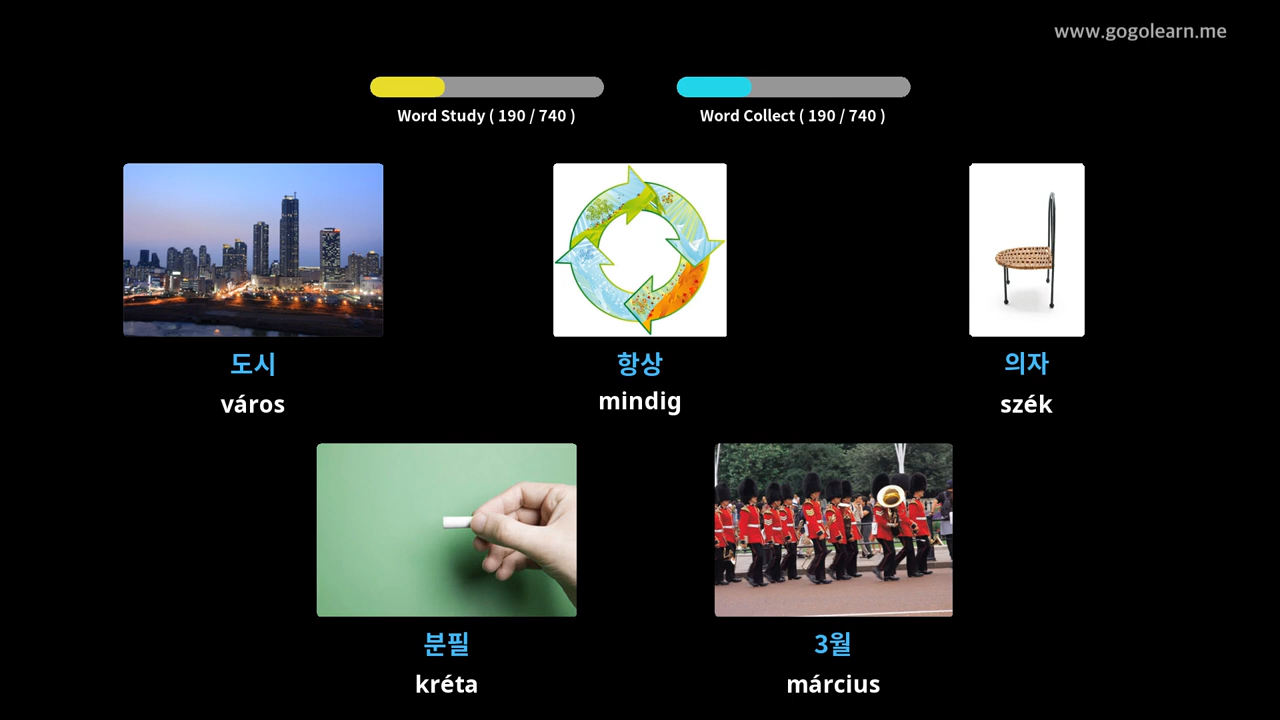 www.gogolearn.me
Word Study ( 190 / 740 )
Word Collect ( 190 / 740 )
도시
város
항상
mindig
의자
szék
분필
kréta
3월
március